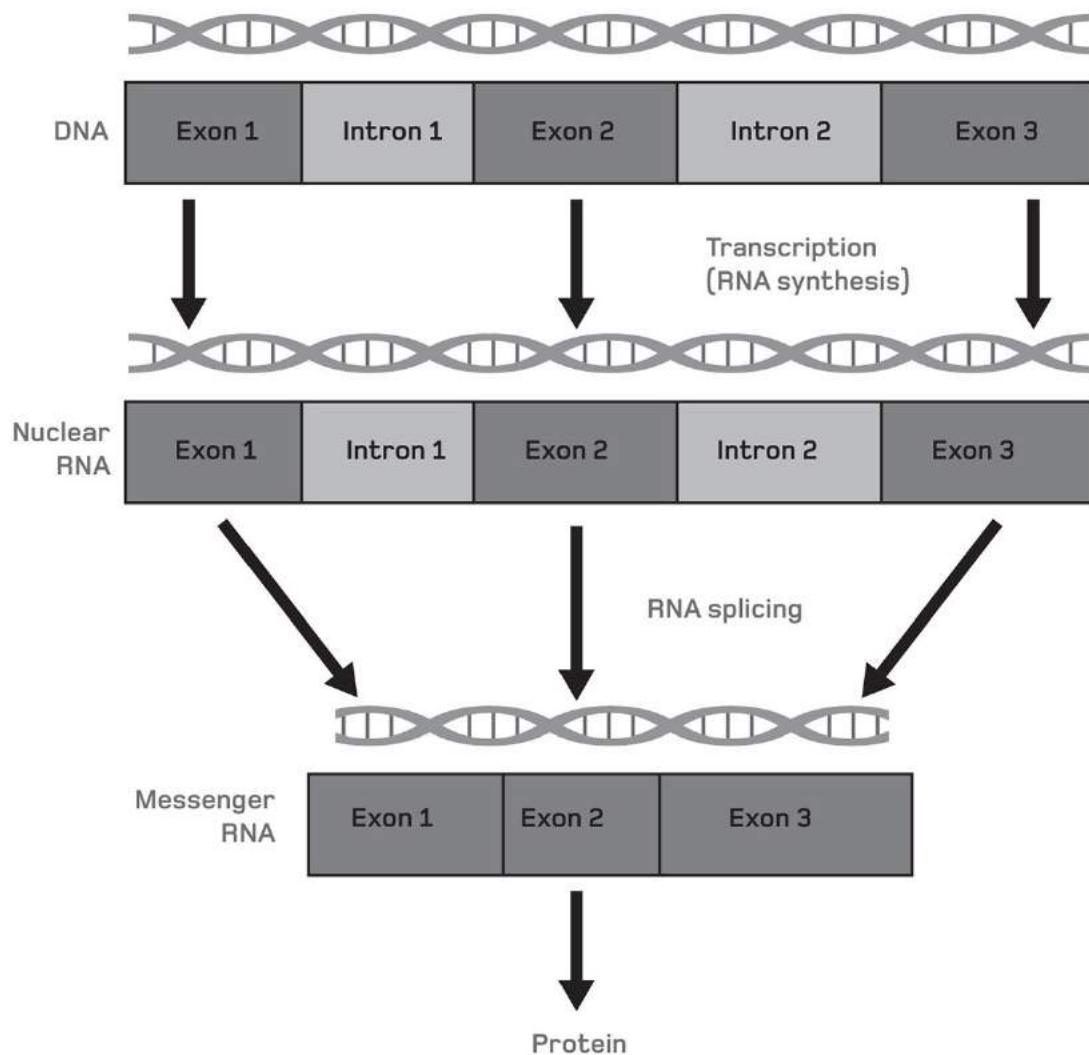 DNA
Exon 1
Intron 1
Exon 2
Intron 2
Exon 3
Transcription
(RNA synthesis)
Nuclear
RNA
Exon 1
Intron 1
Exon 2
Intron 2
Exon 3
RNA splicing
Messenger
RNA
Exon 1
Exon 2
Exon 3
Protein